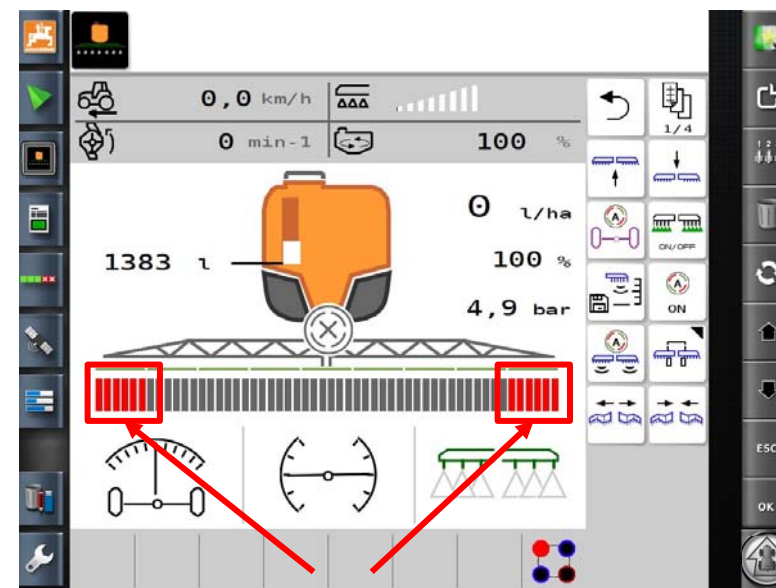 0,0 km/h
1/4
0 min-1
100 %
0 l/ha
1383 l
100 %
4,9 bar
ON/OFF
ON
ESC
OK